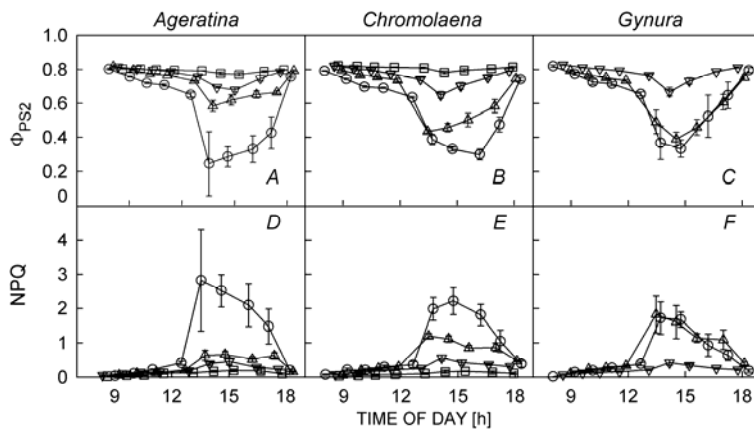 Ageratina Chromolaena Gynura
1.0
0.8
0.6
0.4
0.2
0
ΦPS2
A B C
D E F
4
3
2
1
0
NPQ
9 12 15 18 9 12 15 18 9 12 15 18
TIME OF DAY [h]